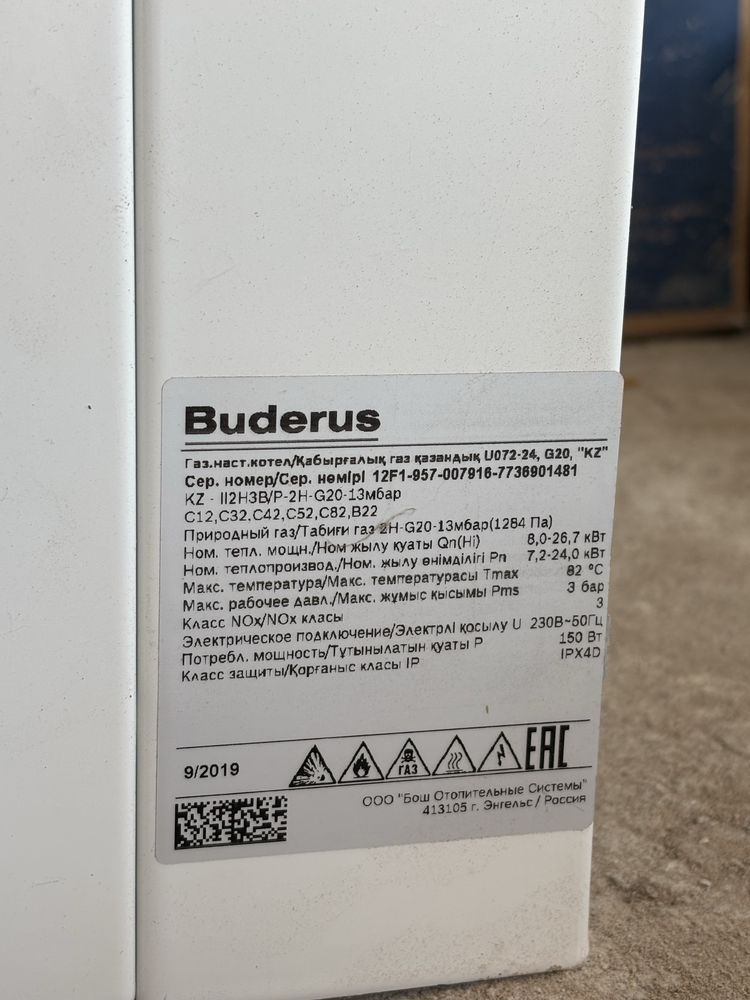 Buderus
Газ.наст.котел/Қабырғалық газ қазандық U072-24, G20, "KZ"
Сер. номер/Сер. нөмірі 12F1-957-007916-7736901481
KZ - II2H3B/P-2H-G20-13мбар
C12,C32,C42,C52,C82,B22
Природный газ/Табиғи газ 2H-G20-13мбар(1284 Па)
Ном. тепл. мощн./Ном жылу қуаты Qn(Hi) 8,0-26,7 кВт
Ном. теплопроизвод./Ном. жылу өнімділігі Pn 7,2-24,0 кВт
Макс. температура/Макс. температурасы Tmax 82 °C
Макс. рабочее давл./Макс. жұмыс қысымы Pms 3 бар
Класс NOx/NOx класы 3
Электрическое подключение/Электрлі қосылу U 230В~50Гц
Потребл. мощность/Тұтынылатын қуаты P 150 Вт
Класс защиты/Қорғаныс класы IP IPX4D
9/2019 ГАЗ EAC
ООО "Бош Отопительные Системы"
413105 г. Энгельс / Россия